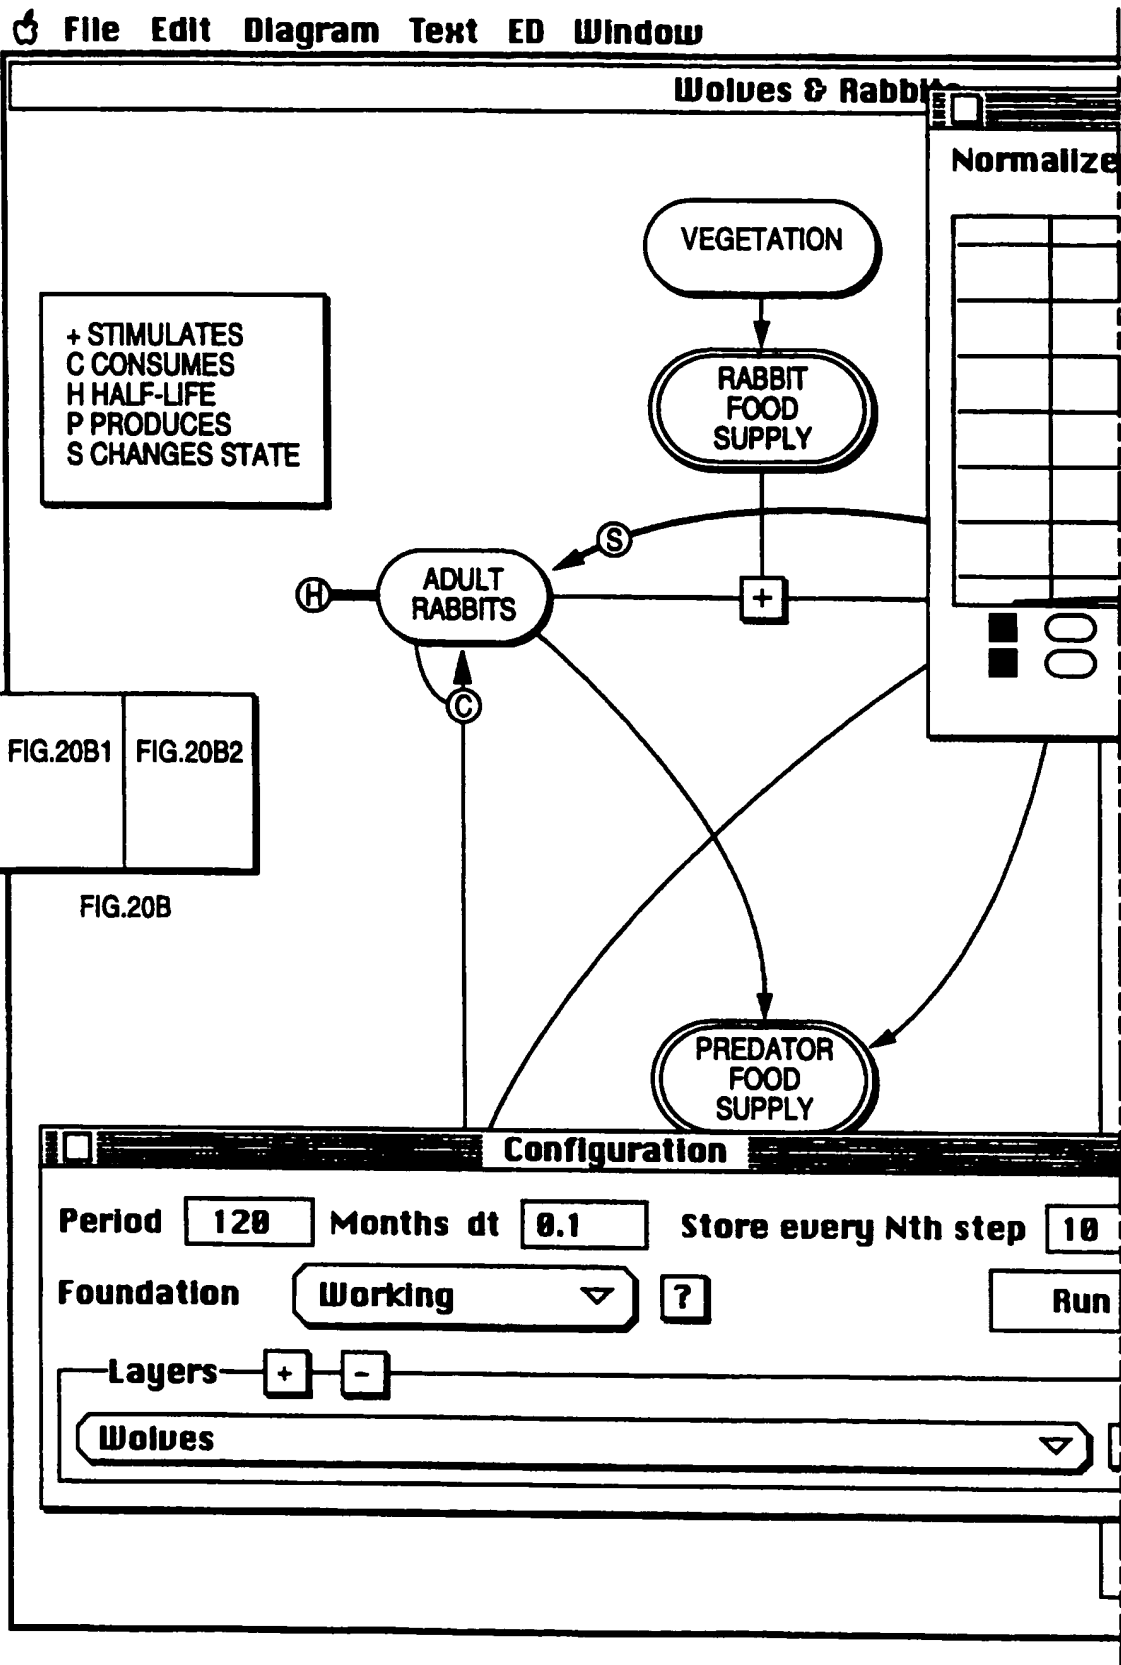 File Edit Diagram Text ED Window
Wolves & Rabbits
Normalize
VEGETATION
+ STIMULATES
C CONSUMES
H HALF-LIFE
P PRODUCES
S CHANGES STATE
RABBIT
FOOD
SUPPLY
S
H
ADULT
RABBITS
+
C
FIG.20B1 FIG.20B2
FIG.20B
PREDATOR
FOOD
SUPPLY
Configuration
Period 120 Months dt 0.1 Store every Nth step 10
Foundation Working ? Run
Layers + -
Wolves